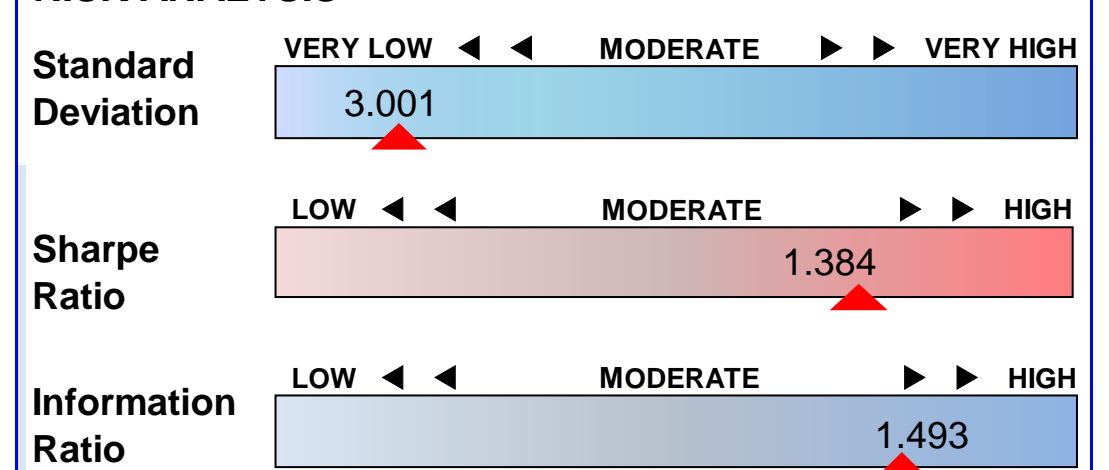 Standard
Deviation
VERY LOW MODERATE VERY HIGH
3.001
Sharpe
Ratio
LOW MODERATE HIGH
1.384
Information
Ratio
LOW MODERATE HIGH
1.493